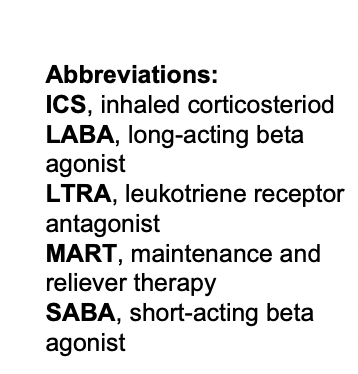 Abbreviations:
ICS, inhaled corticosteriod
LABA, long-acting beta
agonist
LTRA, leukotriene receptor
antagonist
MART, maintenance and
reliever therapy
SABA, short-acting beta
agonist